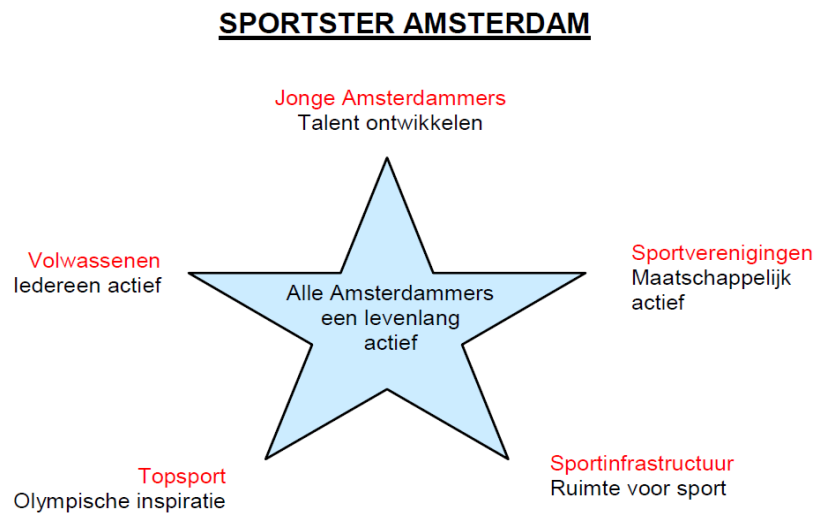 SPORTSTER AMSTERDAM
Jonge Amsterdammers
Talent ontwikkelen
Volwassenen
Iedereen actief
Sportverenigingen
Maatschappelijk
actief
Alle Amsterdammers
een levenlang
actief
Topsport
Olympische inspiratie
Sportinfrastructuur
Ruimte voor sport